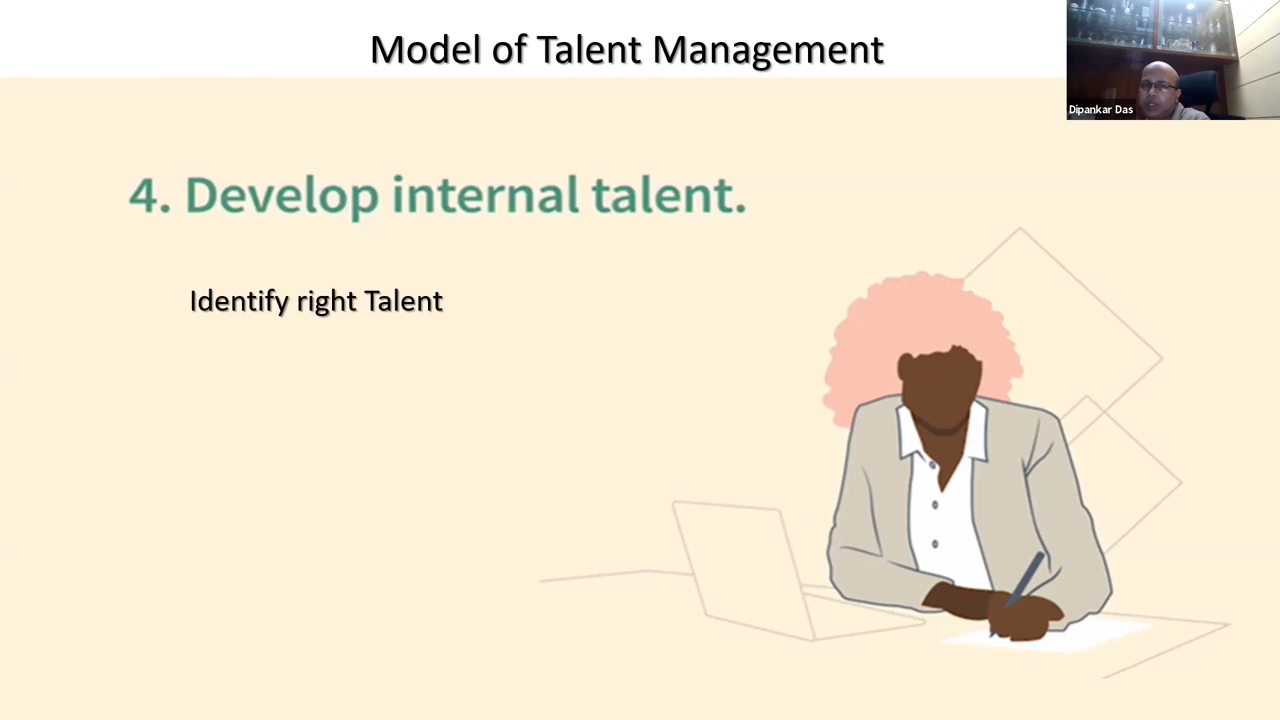 Model of Talent Management
Dipankar Das
4. Develop internal talent.
Identify right Talent